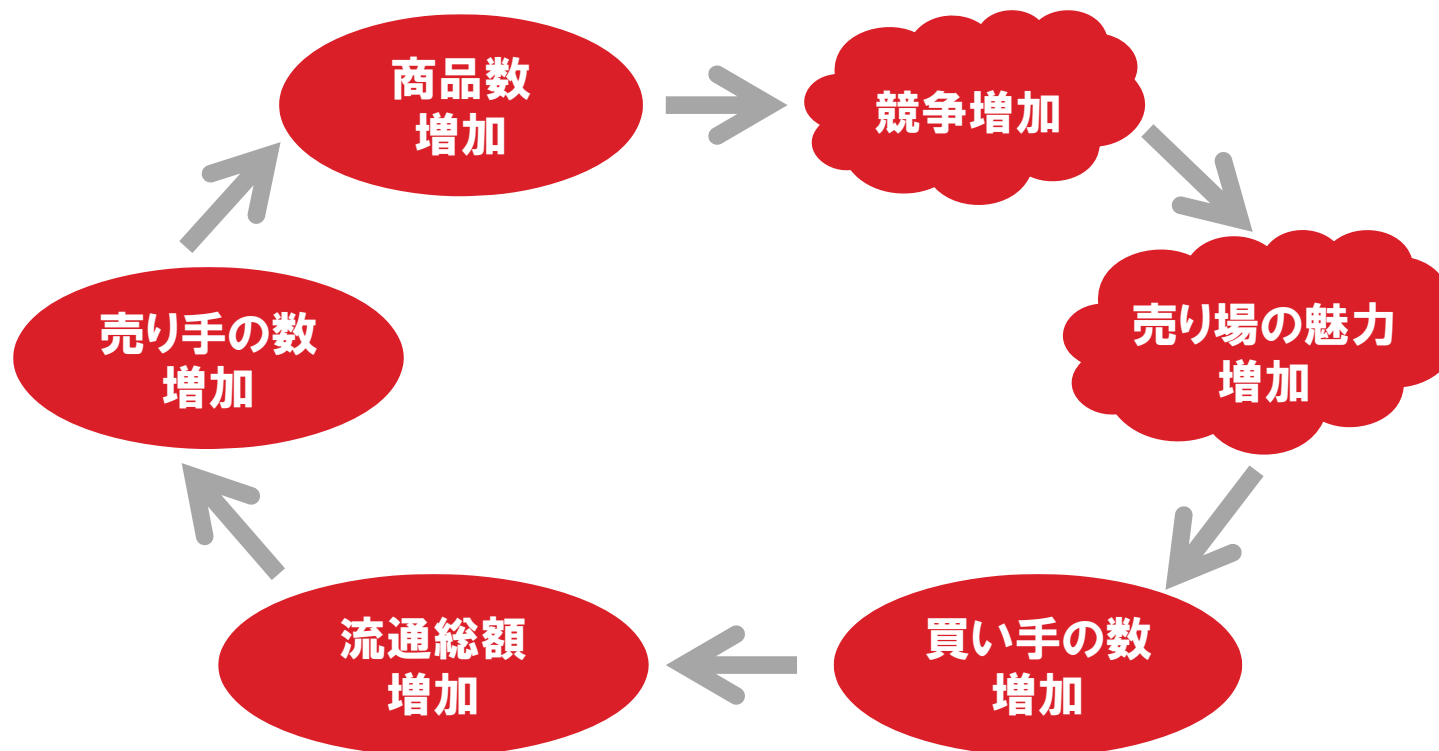 商品数
増加
競争増加
売り場の魅力
増加
買い手の数
増加
流通総額
増加
売り手の数
増加